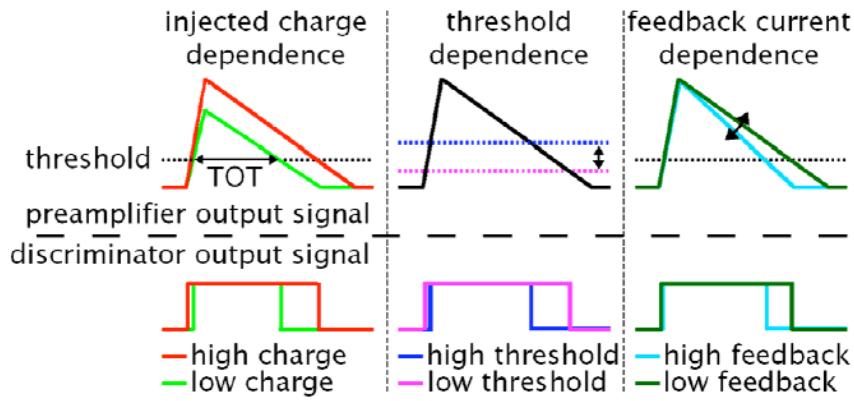 injected charge
dependence
threshold
dependence
feedback current
dependence
threshold
TOT
preamplifier output signal
discriminator output signal
high charge
low charge
high threshold
low threshold
high feedback
low feedback